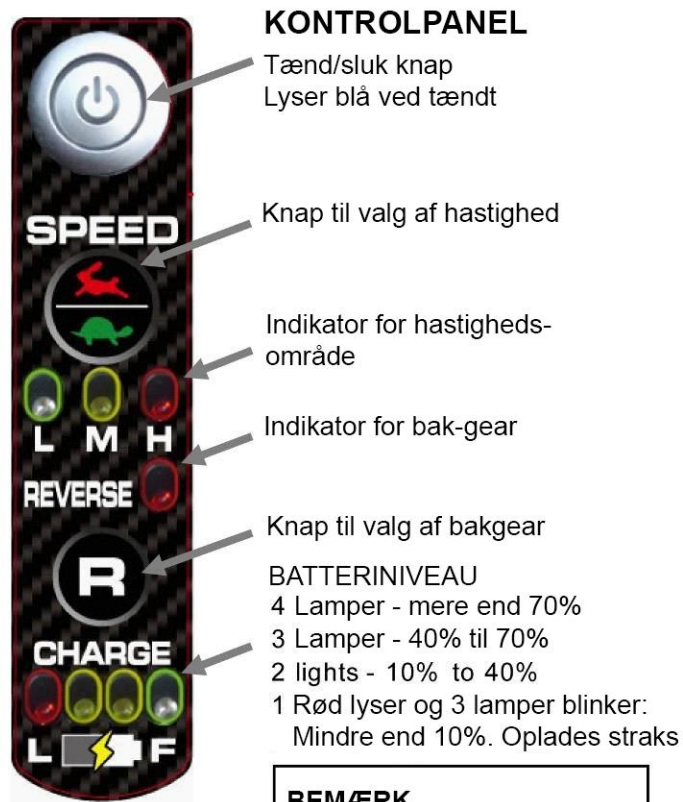 KONTROLPANEL
Tænd/sluk knap
Lyser blå ved tændt
SPEED
Knap til valg af hastighed
Indikator for hastigheds-
område
L M H
Indikator for bak-gear
REVERSE
Knap til valg af bakgear
R
BATTERINIVEAU
4 Lamper - mere end 70%
3 Lamper - 40% til 70%
2 lights - 10% to 40%
1 Rød lyser og 3 lamper blinker:
Mindre end 10%. Oplades straks
CHARGE
L F
BEMÆRK